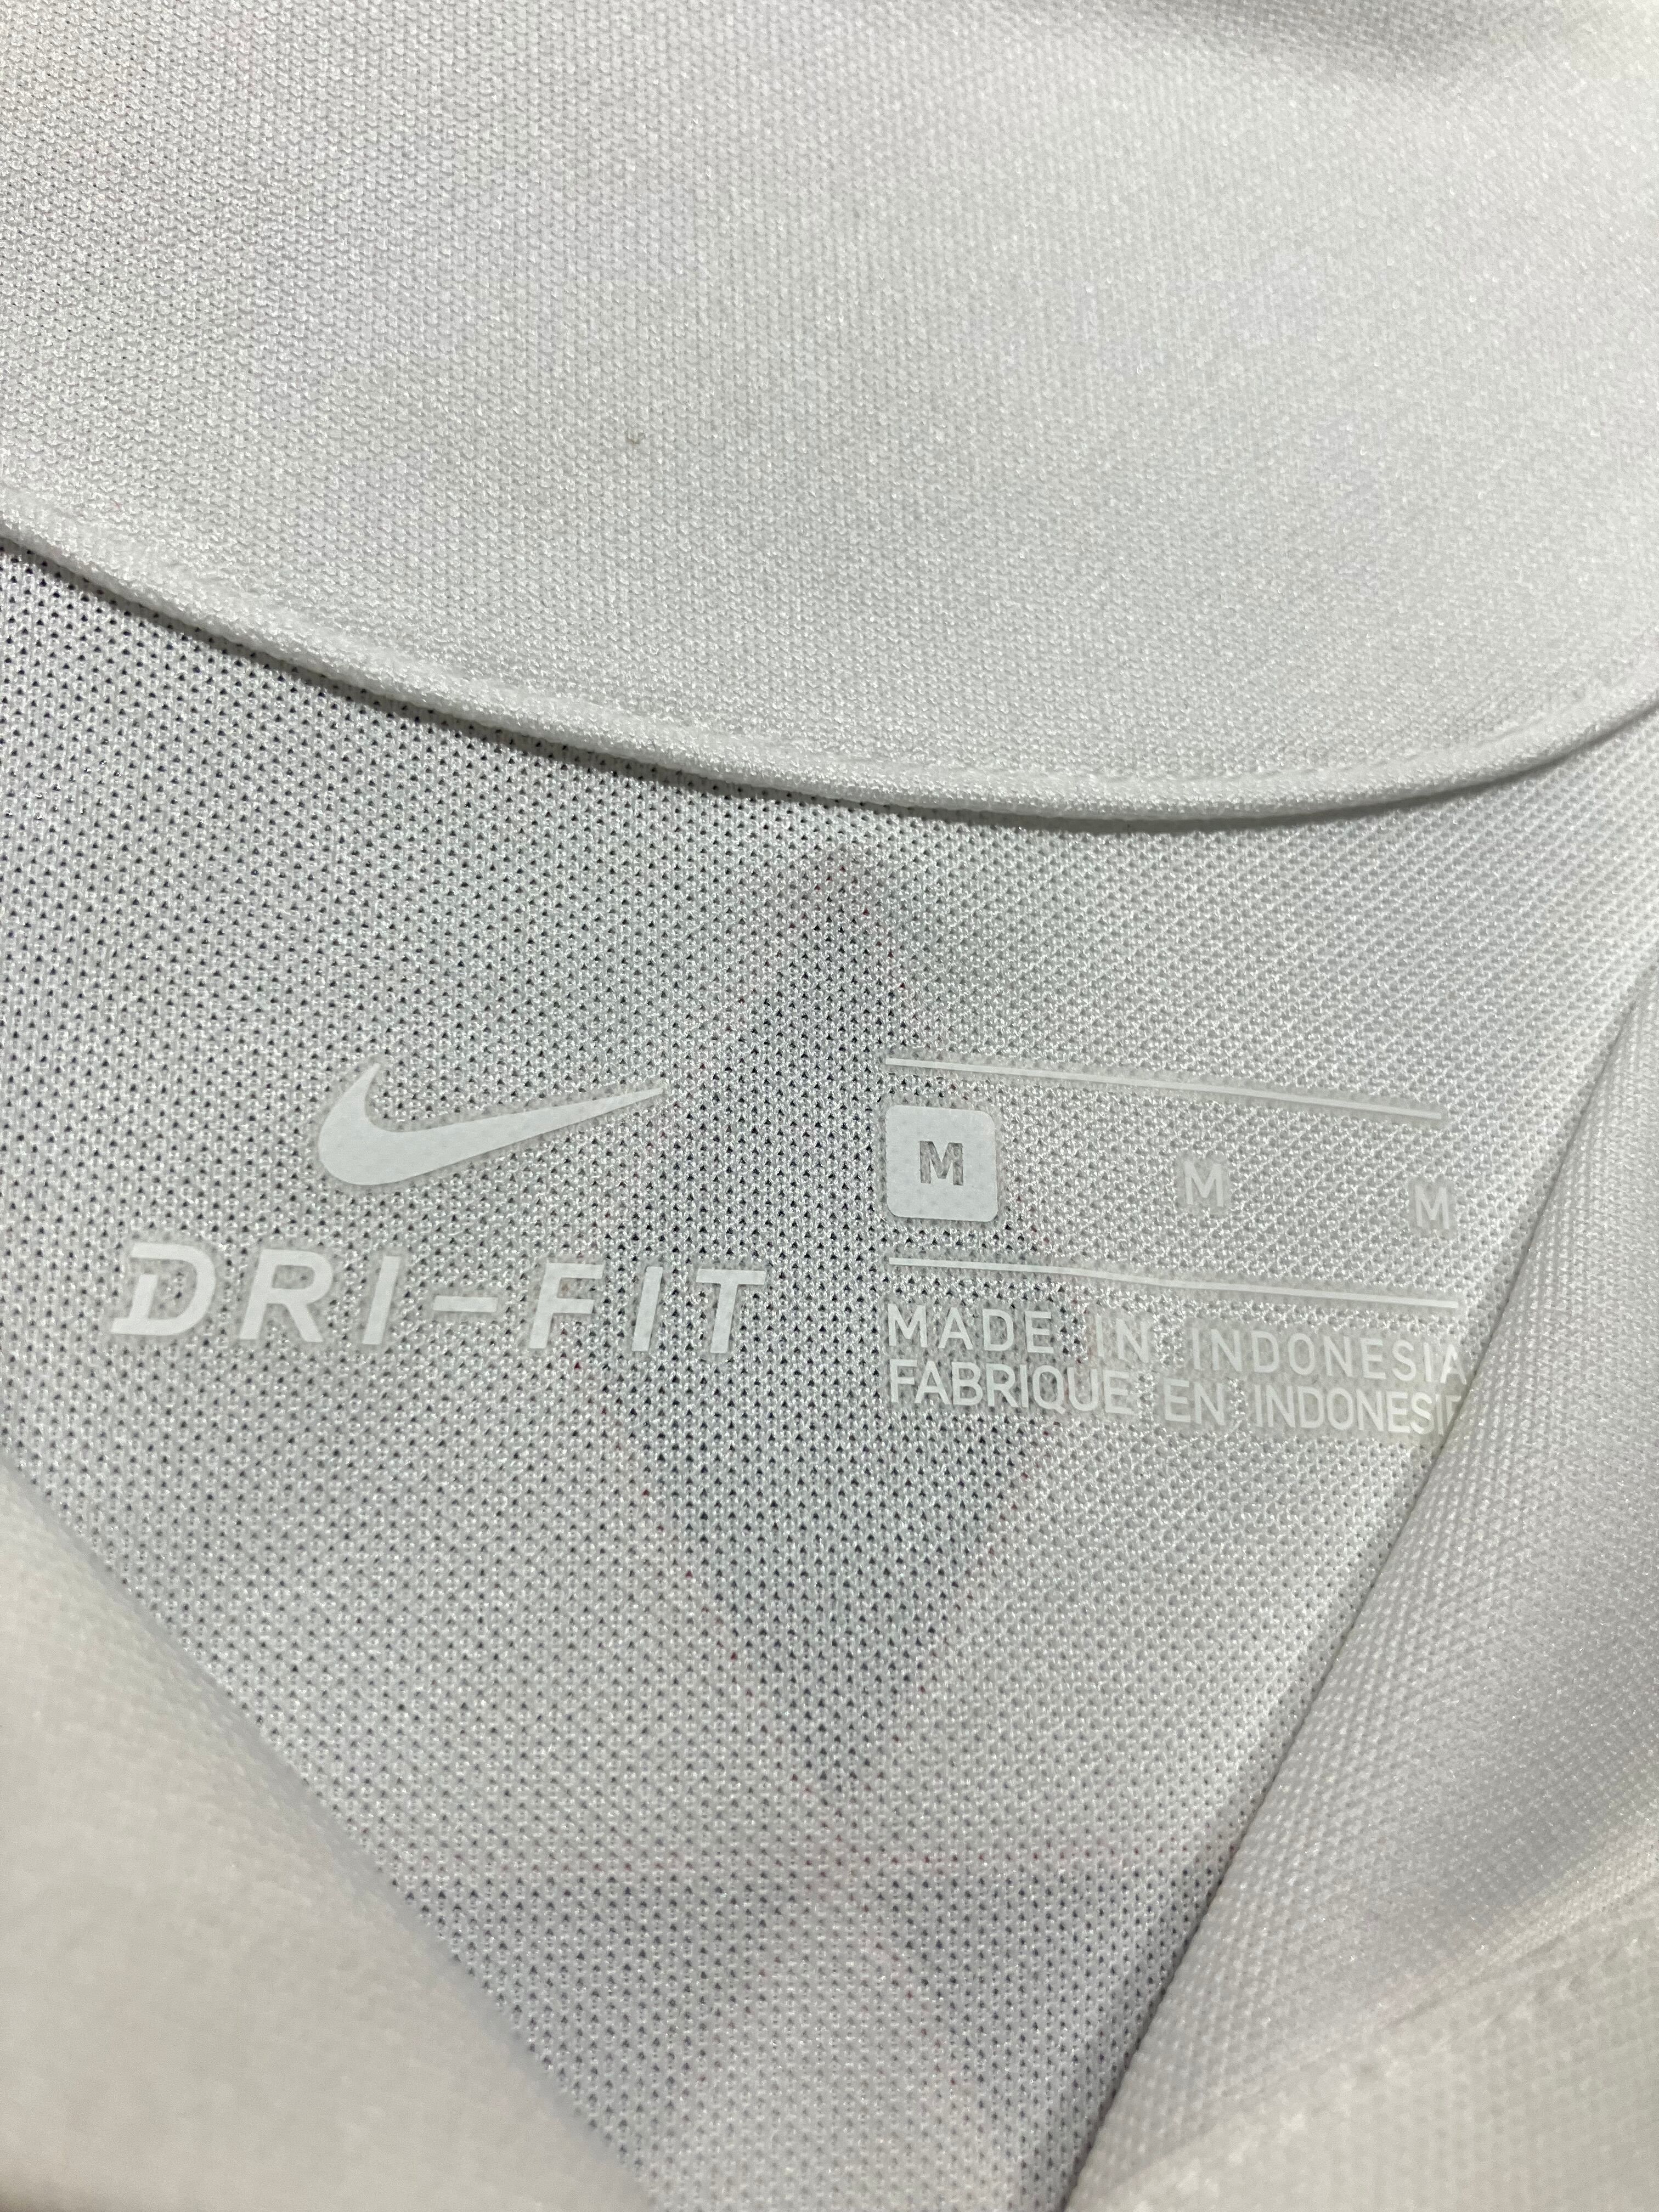 DRI-FIT
M M M
MADE IN INDONESIA
FABRIQUE EN INDONESIE